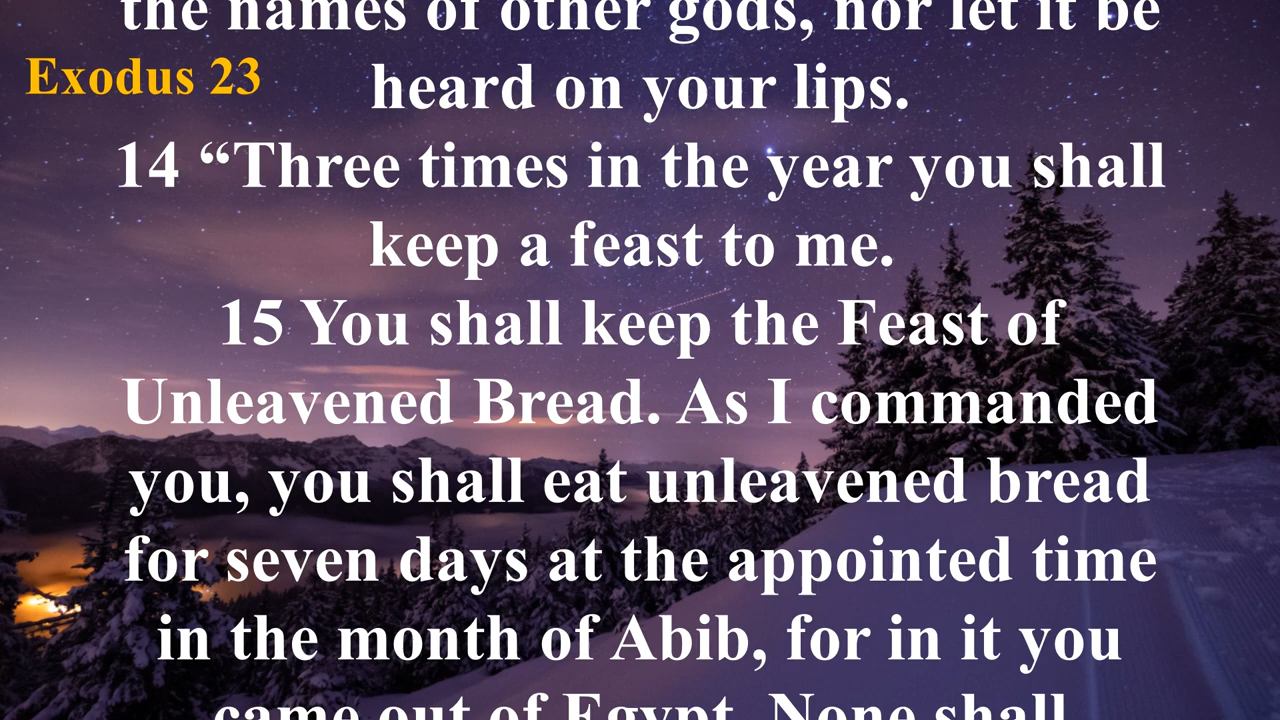 the names of other gods, nor let it be
Exodus 23
heard on your lips.
14 “Three times in the year you shall
keep a feast to me.
15 You shall keep the Feast of
Unleavened Bread. As I commanded
you, you shall eat unleavened bread
for seven days at the appointed time
in the month of Abib, for in it you
came out of Egypt. None shall